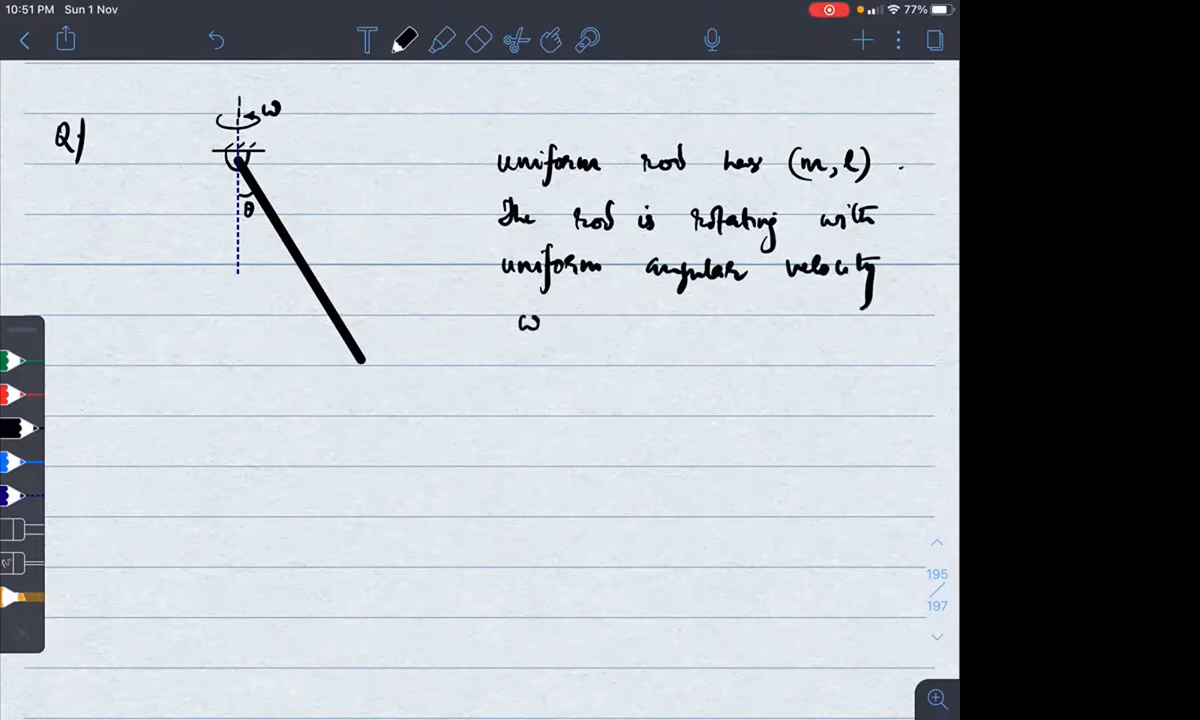 10:51 PM Sun 1 Nov
77%
ω
Q)
θ
uniform rod has (m, l) .
The rod is rotating with
uniform angular velocity
ω
195
197